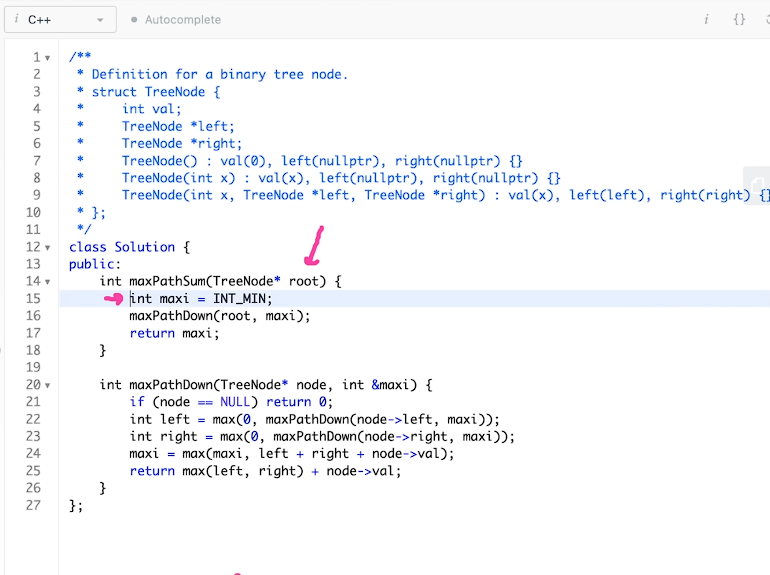 i C++ Autocomplete i {}
1 /**
2 * Definition for a binary tree node.
3 * struct TreeNode {
4 *     int val;
5 *     TreeNode *left;
6 *     TreeNode *right;
7 *     TreeNode() : val(0), left(nullptr), right(nullptr) {}
8 *     TreeNode(int x) : val(x), left(nullptr), right(nullptr) {}
9 *     TreeNode(int x, TreeNode *left, TreeNode *right) : val(x), left(left), right(right) {}
10 * };
11 */
12 class Solution {
13 public:
14     int maxPathSum(TreeNode* root) {
15         int maxi = INT_MIN;
16         maxPathDown(root, maxi);
17         return maxi;
18     }
19
20     int maxPathDown(TreeNode* node, int &maxi) {
21         if (node == NULL) return 0;
22         int left = max(0, maxPathDown(node->left, maxi));
23         int right = max(0, maxPathDown(node->right, maxi));
24         maxi = max(maxi, left + right + node->val);
25         return max(left, right) + node->val;
26     }
27 };